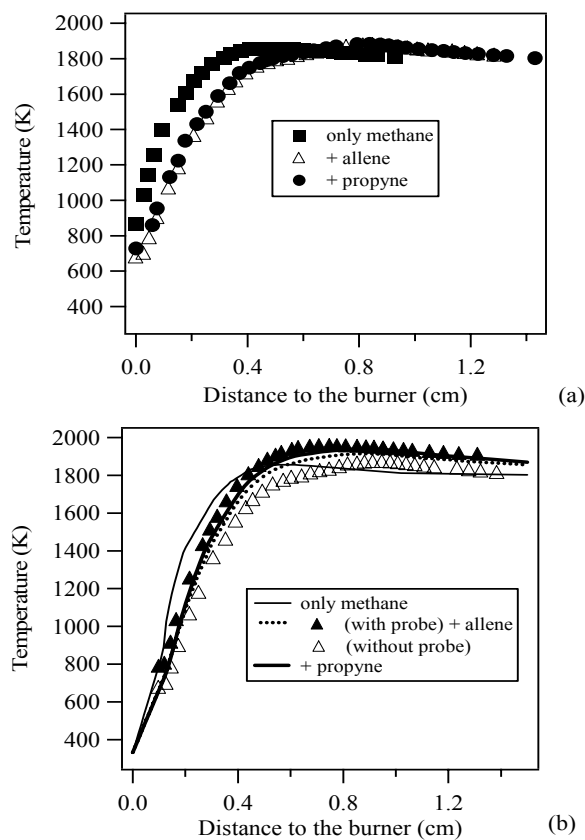 2000
1800
1600
1400
1200
1000
800
600
400
Temperature (K)
only methane
+ allene
+ propyne
0.0 0.4 0.8 1.2
Distance to the burner (cm)
(a)
2000
1800
1600
1400
1200
1000
800
600
400
Temperature (K)
only methane
(with probe) + allene
(without probe)
+ propyne
0.0 0.4 0.8 1.2
Distance to the burner (cm)
(b)